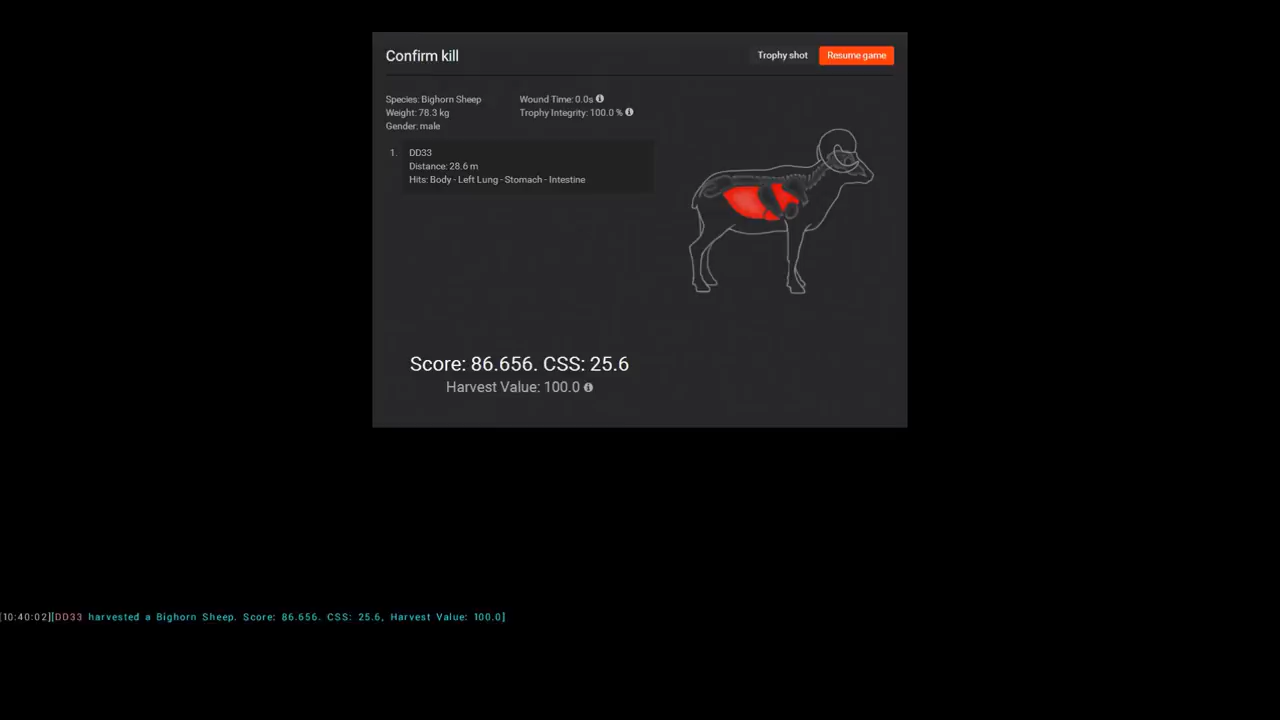 Confirm kill
Trophy shot
Resume game
Species: Bighorn Sheep
Weight: 78.3 kg
Gender: male
Wound Time: 0.0s
Trophy Integrity: 100.0 %
1.
DD33
Distance: 28.6 m
Hits: Body - Left Lung - Stomach - Intestine
Score: 86.656. CSS: 25.6
Harvest Value: 100.0
[10:40:02][DD33 harvested a Bighorn Sheep. Score: 86.656. CSS: 25.6, Harvest Value: 100.0]